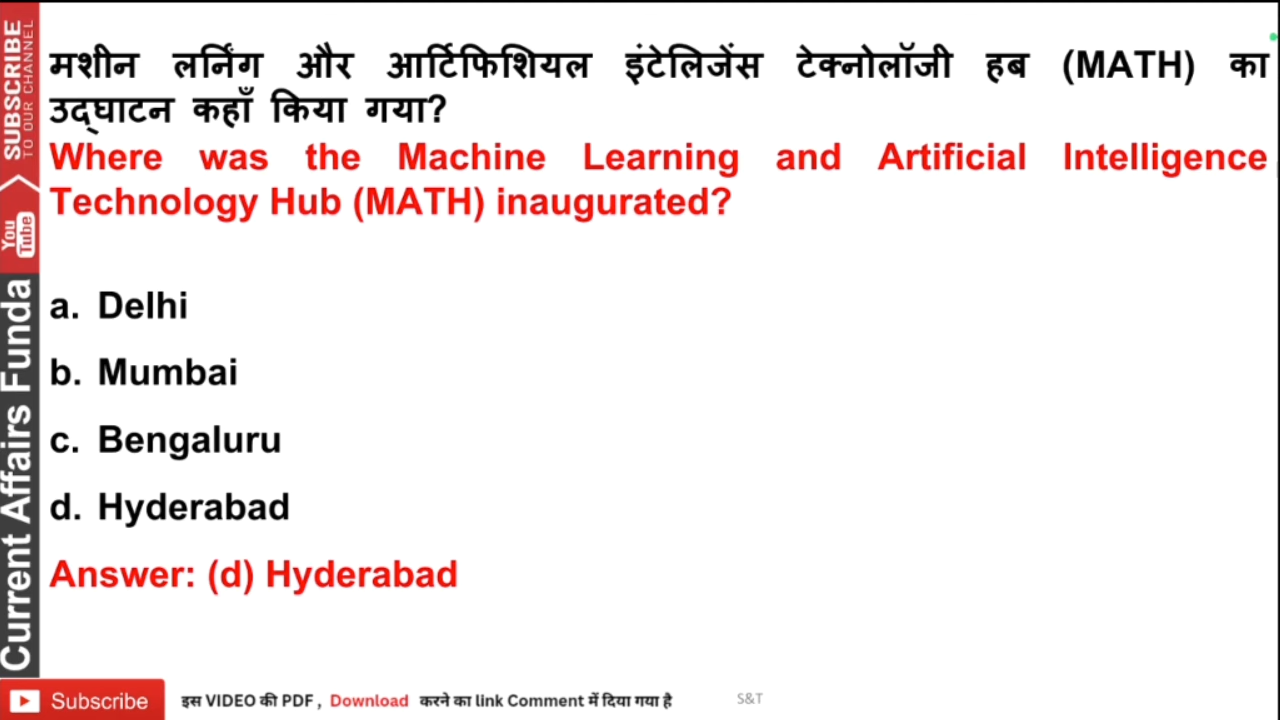 मशीन लर्निंग और आर्टिफिशियल इंटेलिजेंस टेक्नोलॉजी हब (MATH) का
उद्घाटन कहाँ किया गया?
Where was the Machine Learning and Artificial Intelligence
Technology Hub (MATH) inaugurated?
a. Delhi
b. Mumbai
c. Bengaluru
d. Hyderabad
Answer: (d) Hyderabad
SUBSCRIBE
TO OUR CHANNEL
You
Tube
Current Affairs Funda
Subscribe
इस VIDEO की PDF , Download करने का link Comment में दिया गया है
S&T